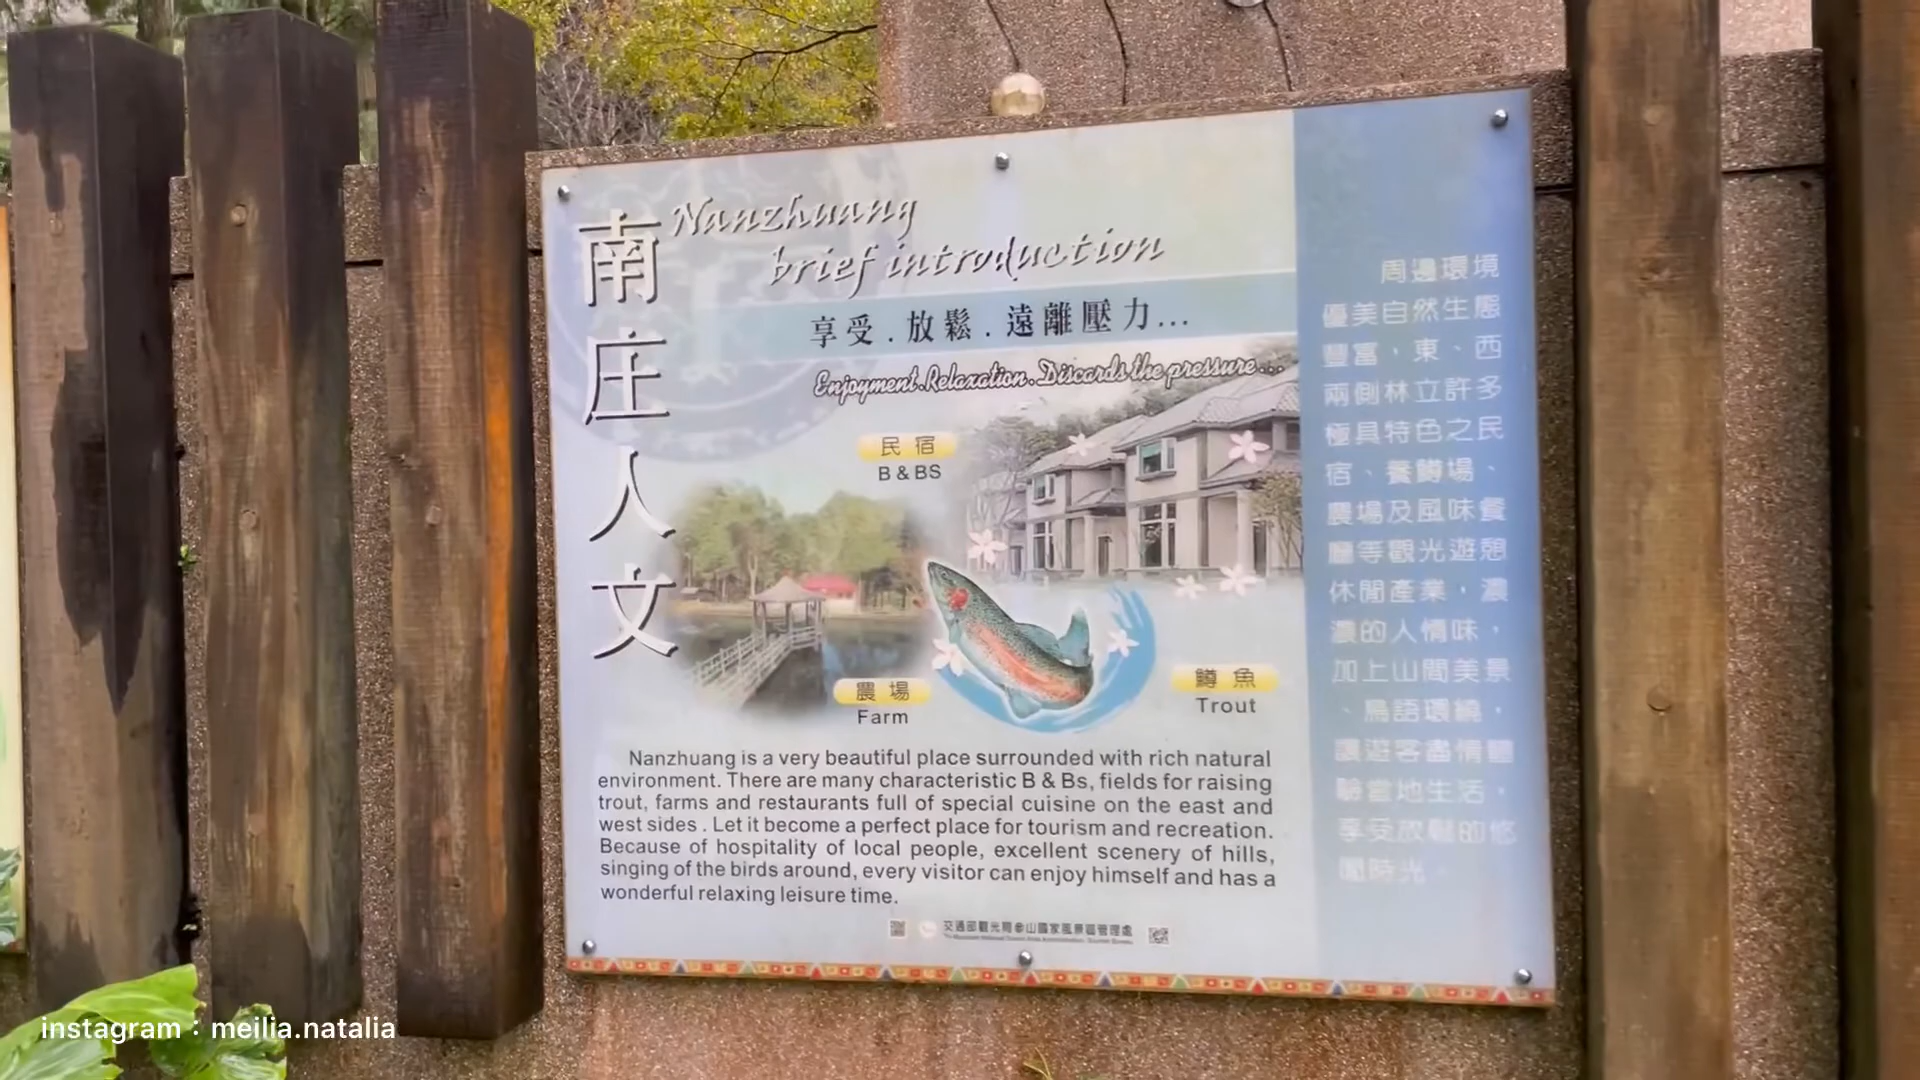 南庄人文
Nanzhuang
brief introduction
享受.放鬆.遠離壓力...
Enjoyment.Relaxation.Discards the pressure...
民宿
B & BS
農場
Farm
鱒魚
Trout
Nanzhuang is a very beautiful place surrounded with rich natural
environment. There are many characteristic B & Bs, fields for raising
trout, farms and restaurants full of special cuisine on the east and
west sides . Let it become a perfect place for tourism and recreation.
Because of hospitality of local people, excellent scenery of hills,
singing of the birds around, every visitor can enjoy himself and has a
wonderful relaxing leisure time.
交通部觀光局參山國家風景區管理處
周邊環境
優美自然生態
豐富，東、西
兩側林立許多
極具特色之民
宿、養鱒場、
農場及風味餐
廳等觀光遊憩
休閒產業，濃
濃的人情味，
加上山間美景
、鳥語環繞，
讓遊客盡情體
驗當地生活，
享受放鬆的悠
閒時光。
instagram：meilia.natalia